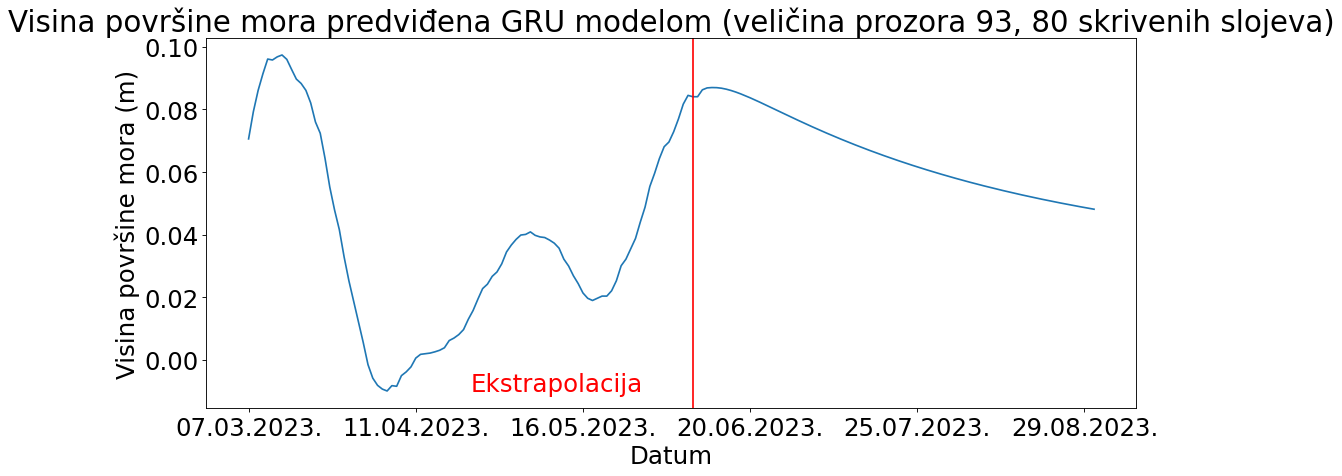 Visina površine mora predviđena GRU modelom (veličina prozora 93, 80 skrivenih slojeva)
Visina površine mora (m)
0.10
0.08
0.06
0.04
0.02
0.00
Ekstrapolacija
07.03.2023. 11.04.2023. 16.05.2023. 20.06.2023. 25.07.2023. 29.08.2023.
Datum